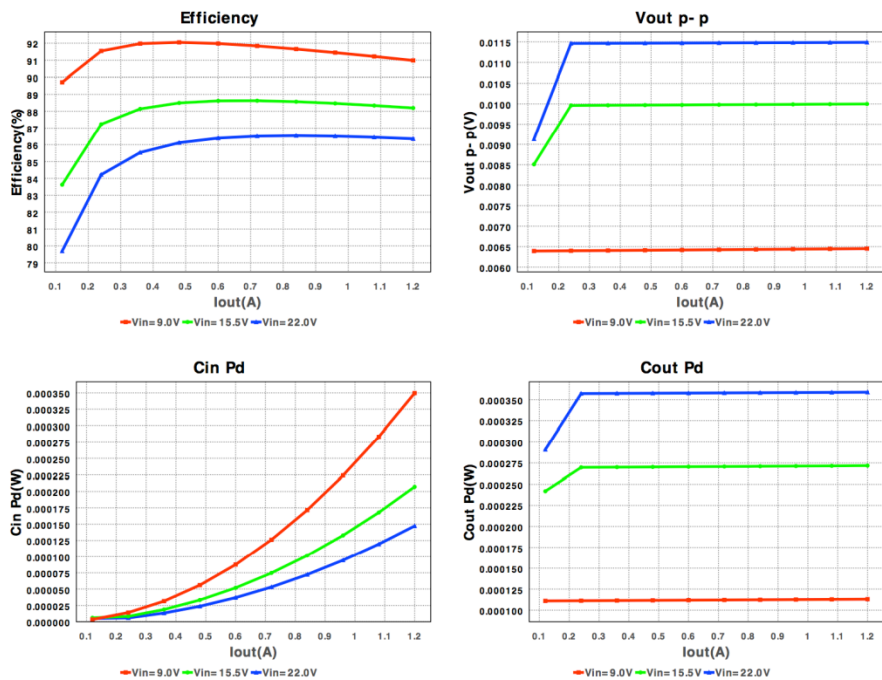 Efficiency
92
91
90
89
88
87
86
85
84
83
82
81
80
79
Efficiency(%)
0.1 0.2 0.3 0.4 0.5 0.6 0.7 0.8 0.9 1 1.1 1.2
Iout(A)
Vin= 9.0V Vin= 15.5V Vin= 22.0V
Vout p- p
0.0115
0.0110
0.0105
0.0100
0.0095
0.0090
0.0085
0.0080
0.0075
0.0070
0.0065
0.0060
Vout p- p(V)
0.1 0.2 0.3 0.4 0.5 0.6 0.7 0.8 0.9 1 1.1 1.2
Iout(A)
Vin= 9.0V Vin= 15.5V Vin= 22.0V
Cin Pd
0.000350
0.000325
0.000300
0.000275
0.000250
0.000225
0.000200
0.000175
0.000150
0.000125
0.000100
0.000075
0.000050
0.000025
0.000000
Cin Pd(W)
0.1 0.2 0.3 0.4 0.5 0.6 0.7 0.8 0.9 1 1.1 1.2
Iout(A)
Vin= 9.0V Vin= 15.5V Vin= 22.0V
Cout Pd
0.000350
0.000300
0.000250
0.000200
0.000150
0.000100
Cout Pd(W)
0.1 0.2 0.3 0.4 0.5 0.6 0.7 0.8 0.9 1 1.1 1.2
Iout(A)
Vin= 9.0V Vin= 15.5V Vin= 22.0V